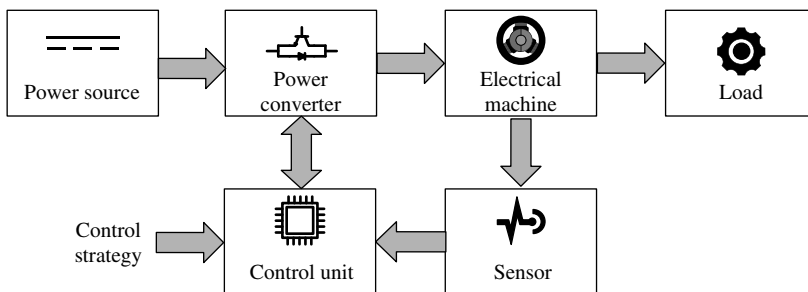 Power source
Power
converter
Electrical
machine
Load
Control
strategy
Control unit
Sensor